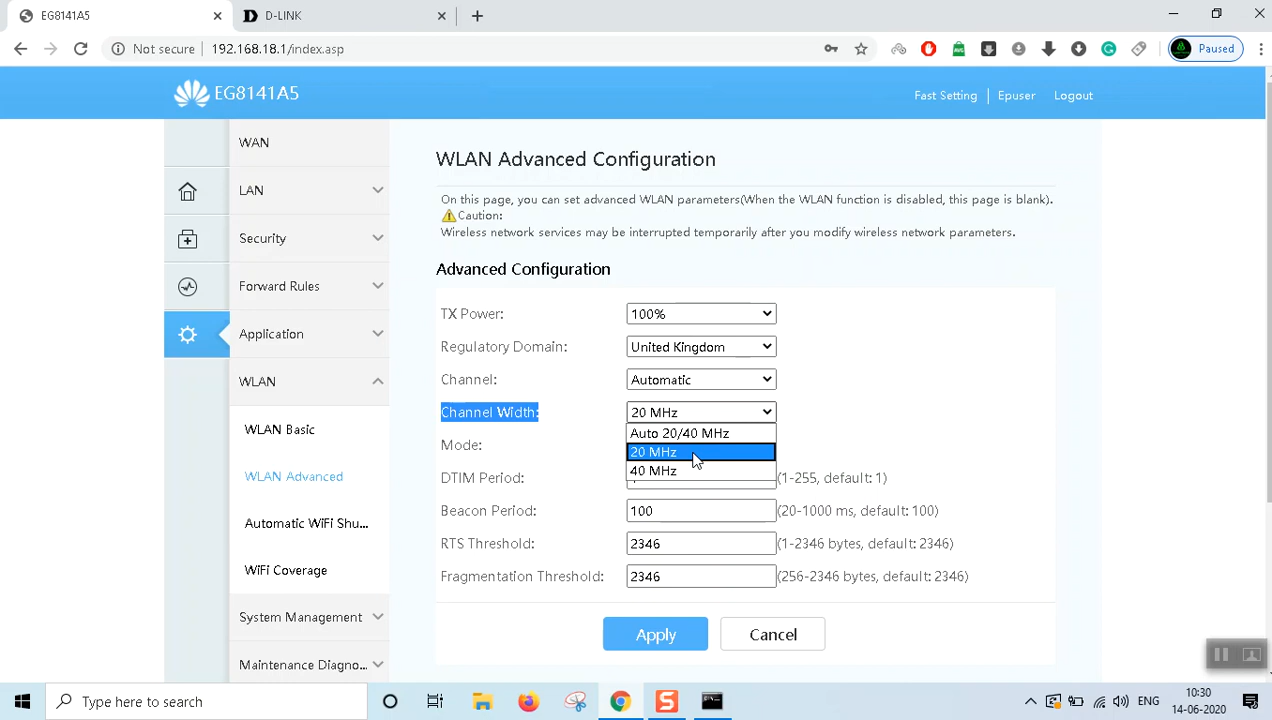 EG8141A5
D-LINK
Not secure
192.168.18.1/index.asp
Paused
EG8141A5
Fast Setting
Epuser
Logout
WAN
LAN
Security
Forward Rules
Application
WLAN
WLAN Basic
WLAN Advanced
Automatic WiFi Shu...
WiFi Coverage
System Management
Maintenance Diagno...
WLAN Advanced Configuration
On this page, you can set advanced WLAN parameters(When the WLAN function is disabled, this page is blank).
Caution:
Wireless network services may be interrupted temporarily after you modify wireless network parameters.
Advanced Configuration
TX Power: 100%
Regulatory Domain: United Kingdom
Channel: Automatic
Channel Width: 20 MHz
Auto 20/40 MHz
Mode: 20 MHz
40 MHz
DTIM Period: (1-255, default: 1)
Beacon Period: 100 (20-1000 ms, default: 100)
RTS Threshold: 2346 (1-2346 bytes, default: 2346)
Fragmentation Threshold: 2346 (256-2346 bytes, default: 2346)
Apply
Cancel
Type here to search
ENG
10:30
14-06-2020